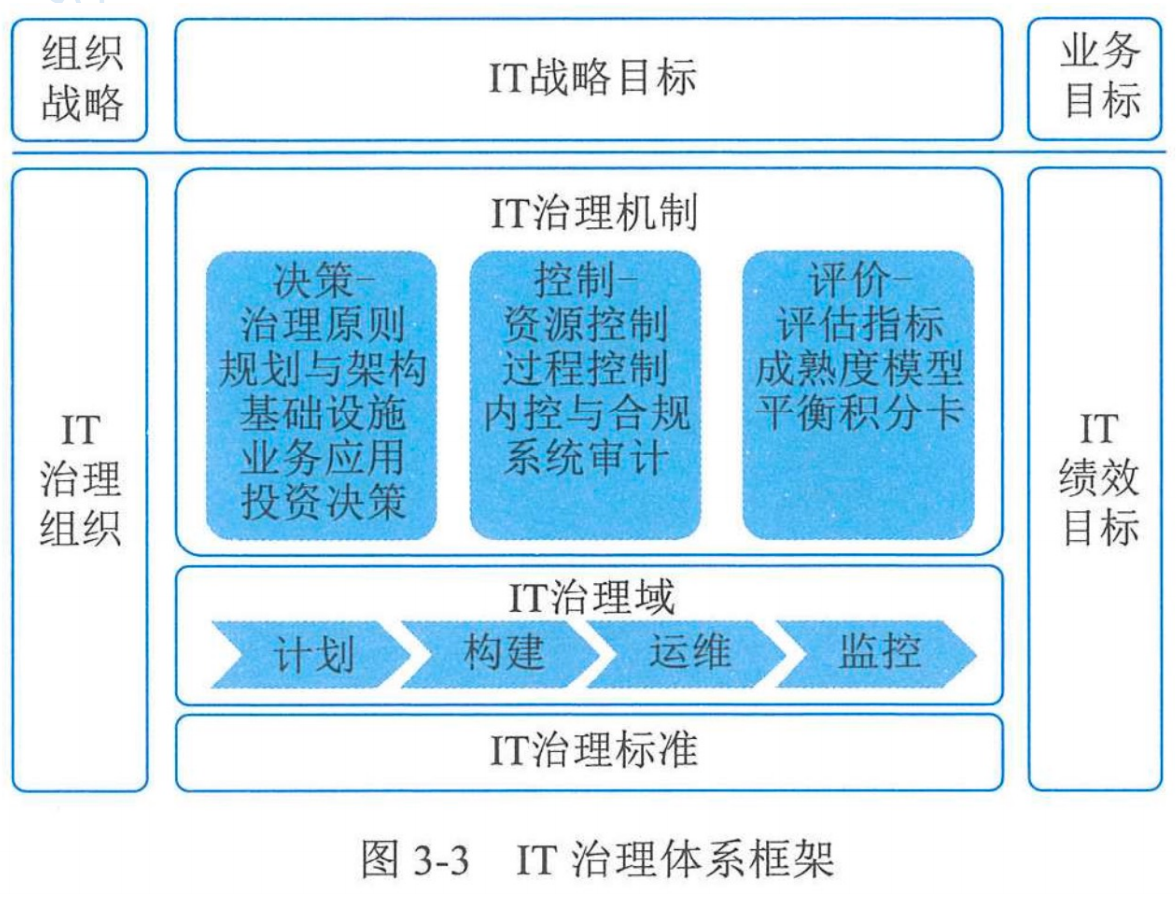 组织
战略
IT战略目标
业务
目标
IT
治理
组织
IT治理机制
决策-
治理原则
规划与架构
基础设施
业务应用
投资决策
控制-
资源控制
过程控制
内控与合规
系统审计
评价-
评估指标
成熟度模型
平衡积分卡
IT治理域
计划
构建
运维
监控
IT治理标准
IT
绩效
目标
图 3-3 IT 治理体系框架